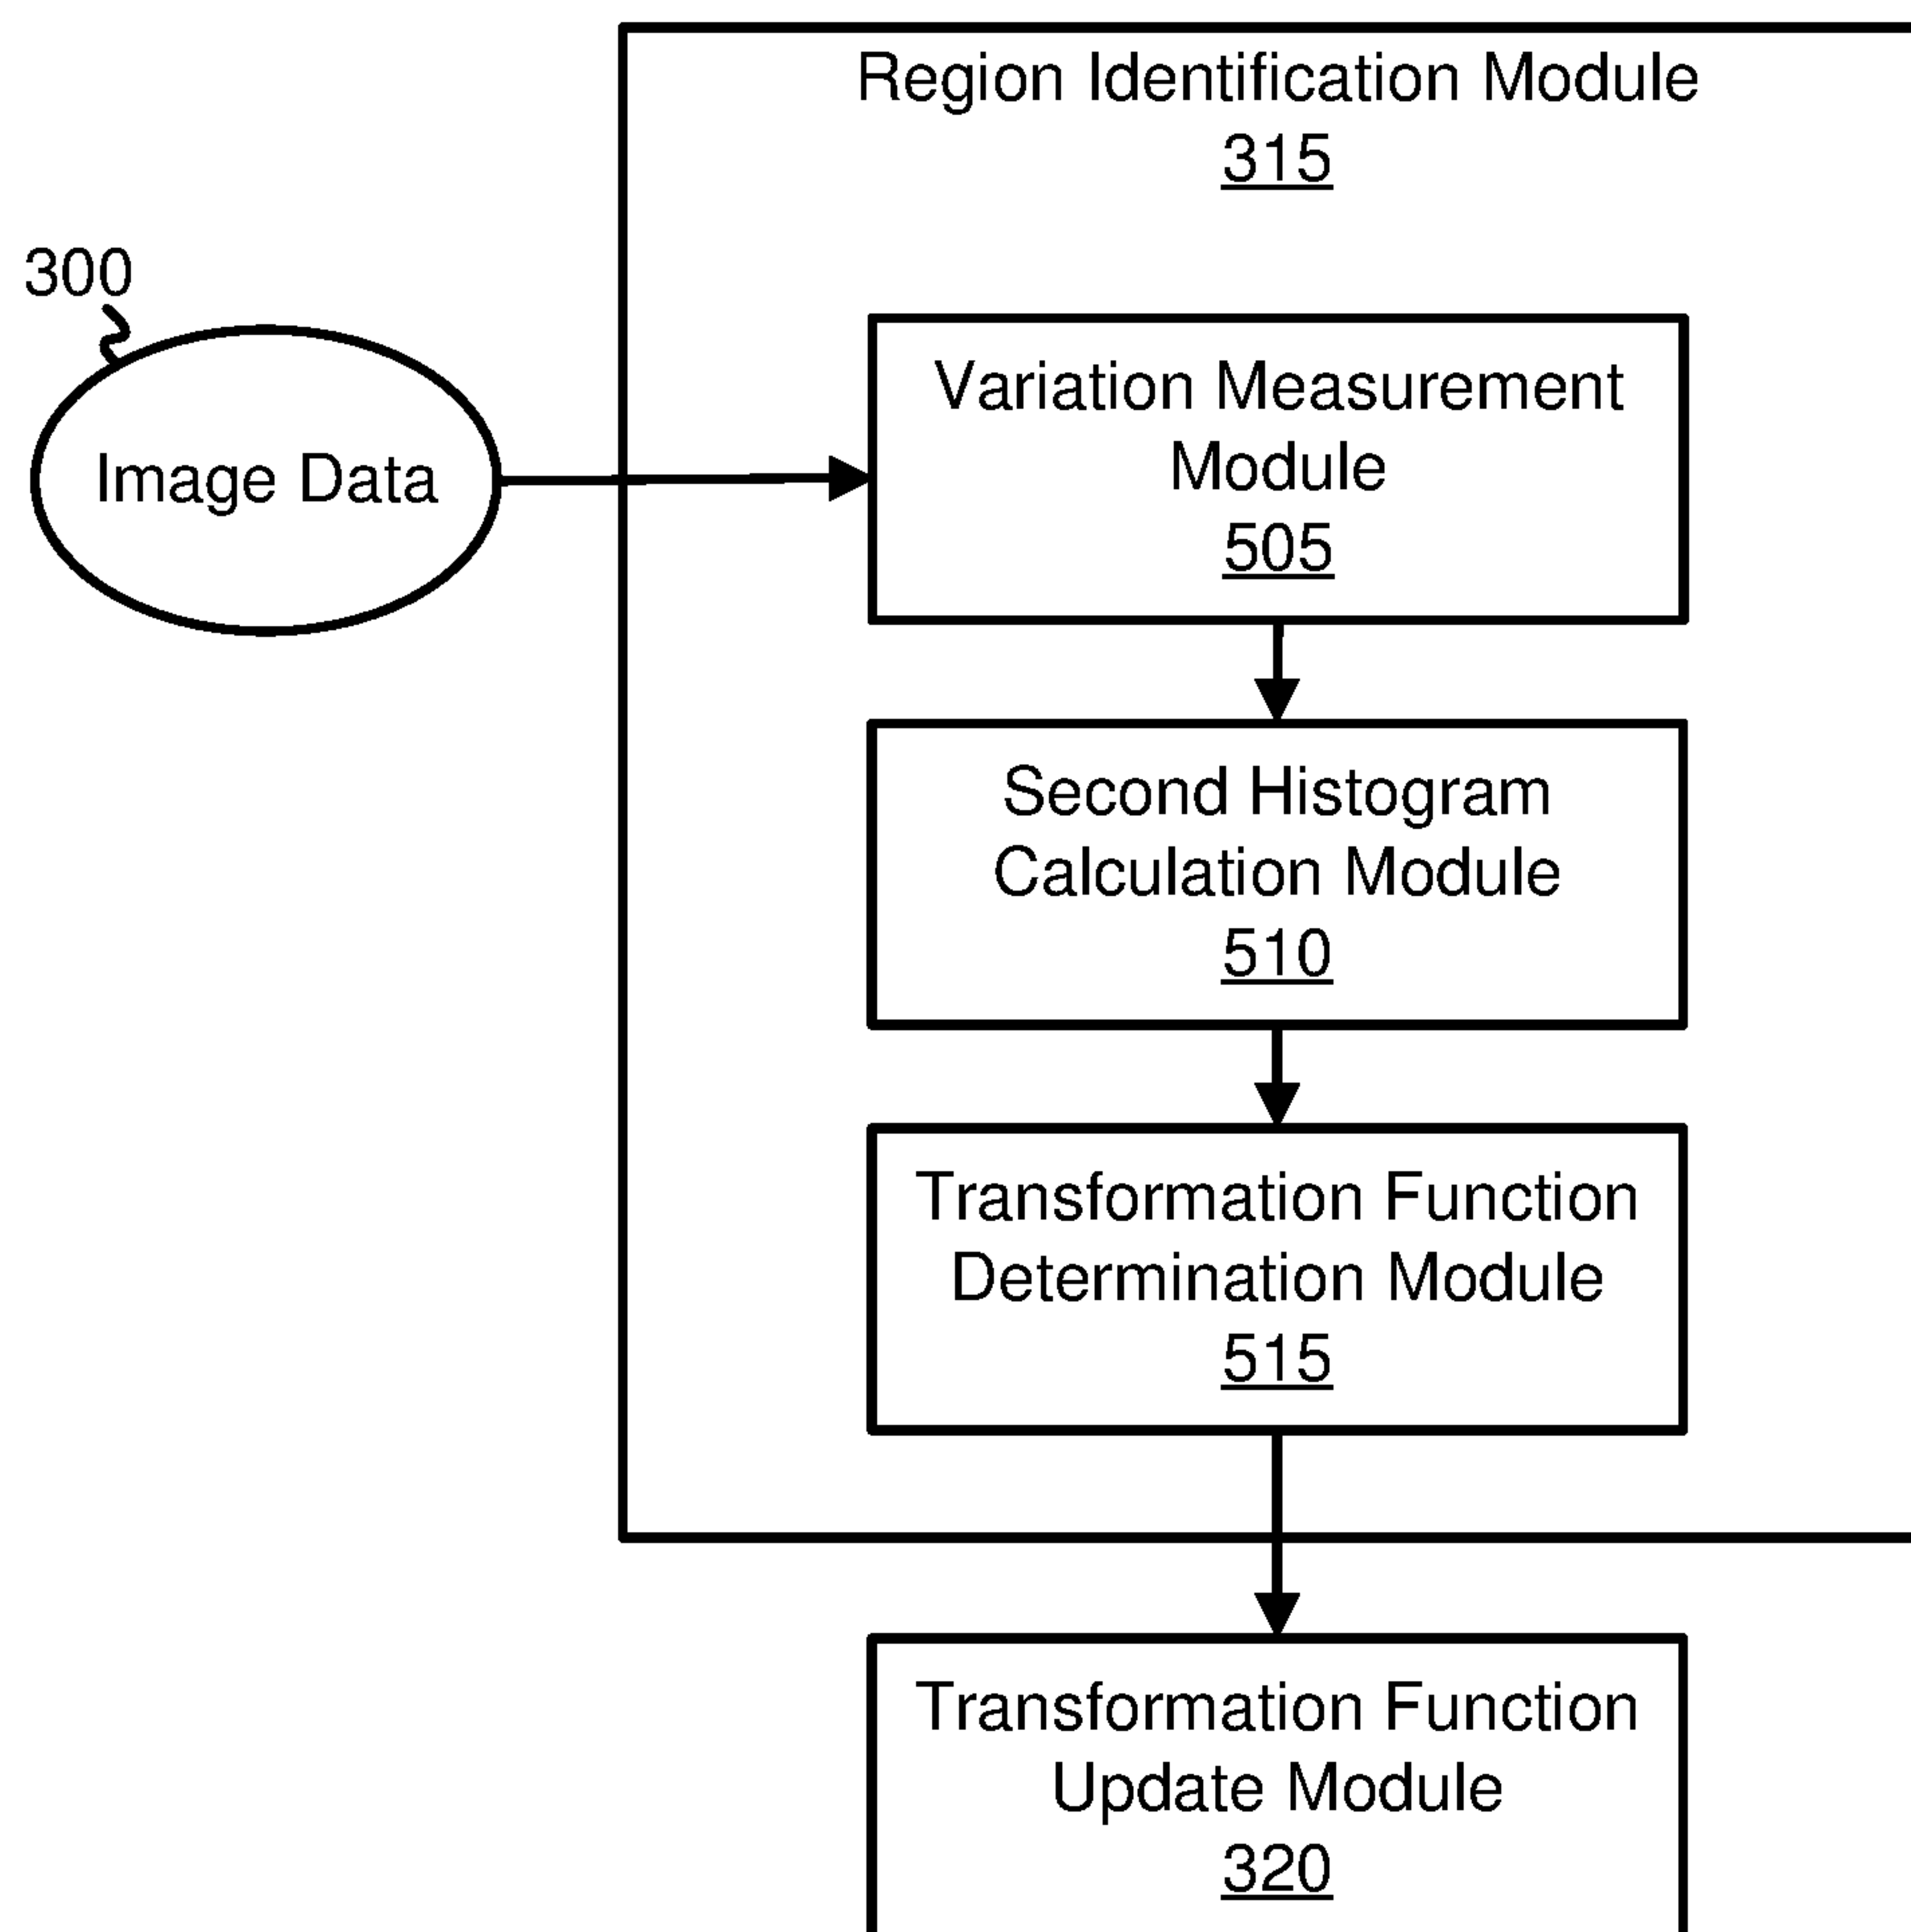 Region Identification Module
315
300
Image Data
Variation Measurement
Module
505
Second Histogram
Calculation Module
510
Transformation Function
Determination Module
515
Transformation Function
Update Module
320